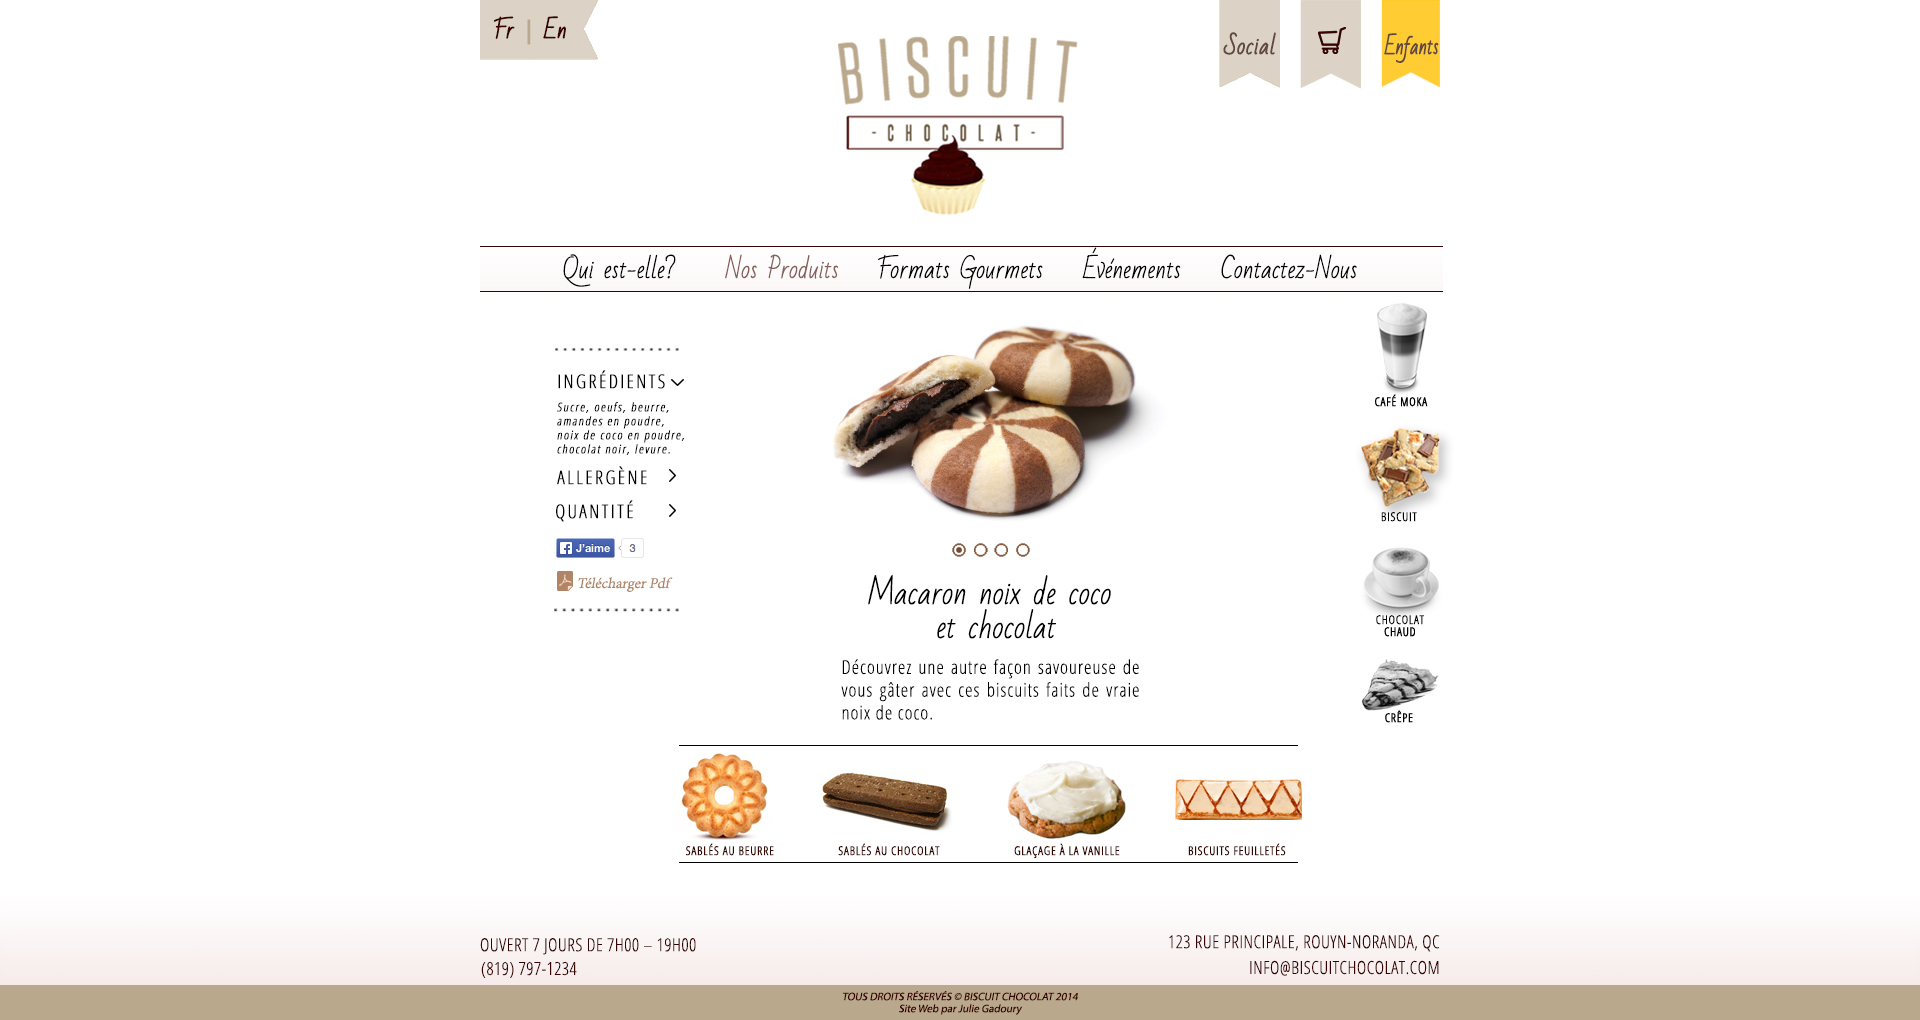 Fr | En
BISCUIT
- CHOCOLAT -
Social
Enfants
Qui est-elle?
Nos Produits
Formats Gourmets
Événements
Contactez-Nous
INGRÉDIENTS
Sucre, oeufs, beurre,
amandes en poudre,
noix de coco en poudre,
chocolat noir, levure.
ALLERGÈNE
QUANTITÉ
J'aime 3
Télécharger Pdf
Macaron noix de coco
et chocolat
Découvrez une autre façon savoureuse de
vous gâter avec ces biscuits faits de vraie
noix de coco.
CAFÉ MOKA
BISCUIT
CHOCOLAT
CHAUD
CRÊPE
SABLÉS AU BEURRE
SABLÉS AU CHOCOLAT
GLAÇAGE À LA VANILLE
BISCUITS FEUILLETÉS
OUVERT 7 JOURS DE 7H00 – 19H00
(819) 797-1234
123 RUE PRINCIPALE, ROUYN-NORANDA, QC
INFO@BISCUITCHOCOLAT.COM
TOUS DROITS RÉSERVÉS © BISCUIT CHOCOLAT 2014
Site Web par Julie Gadoury